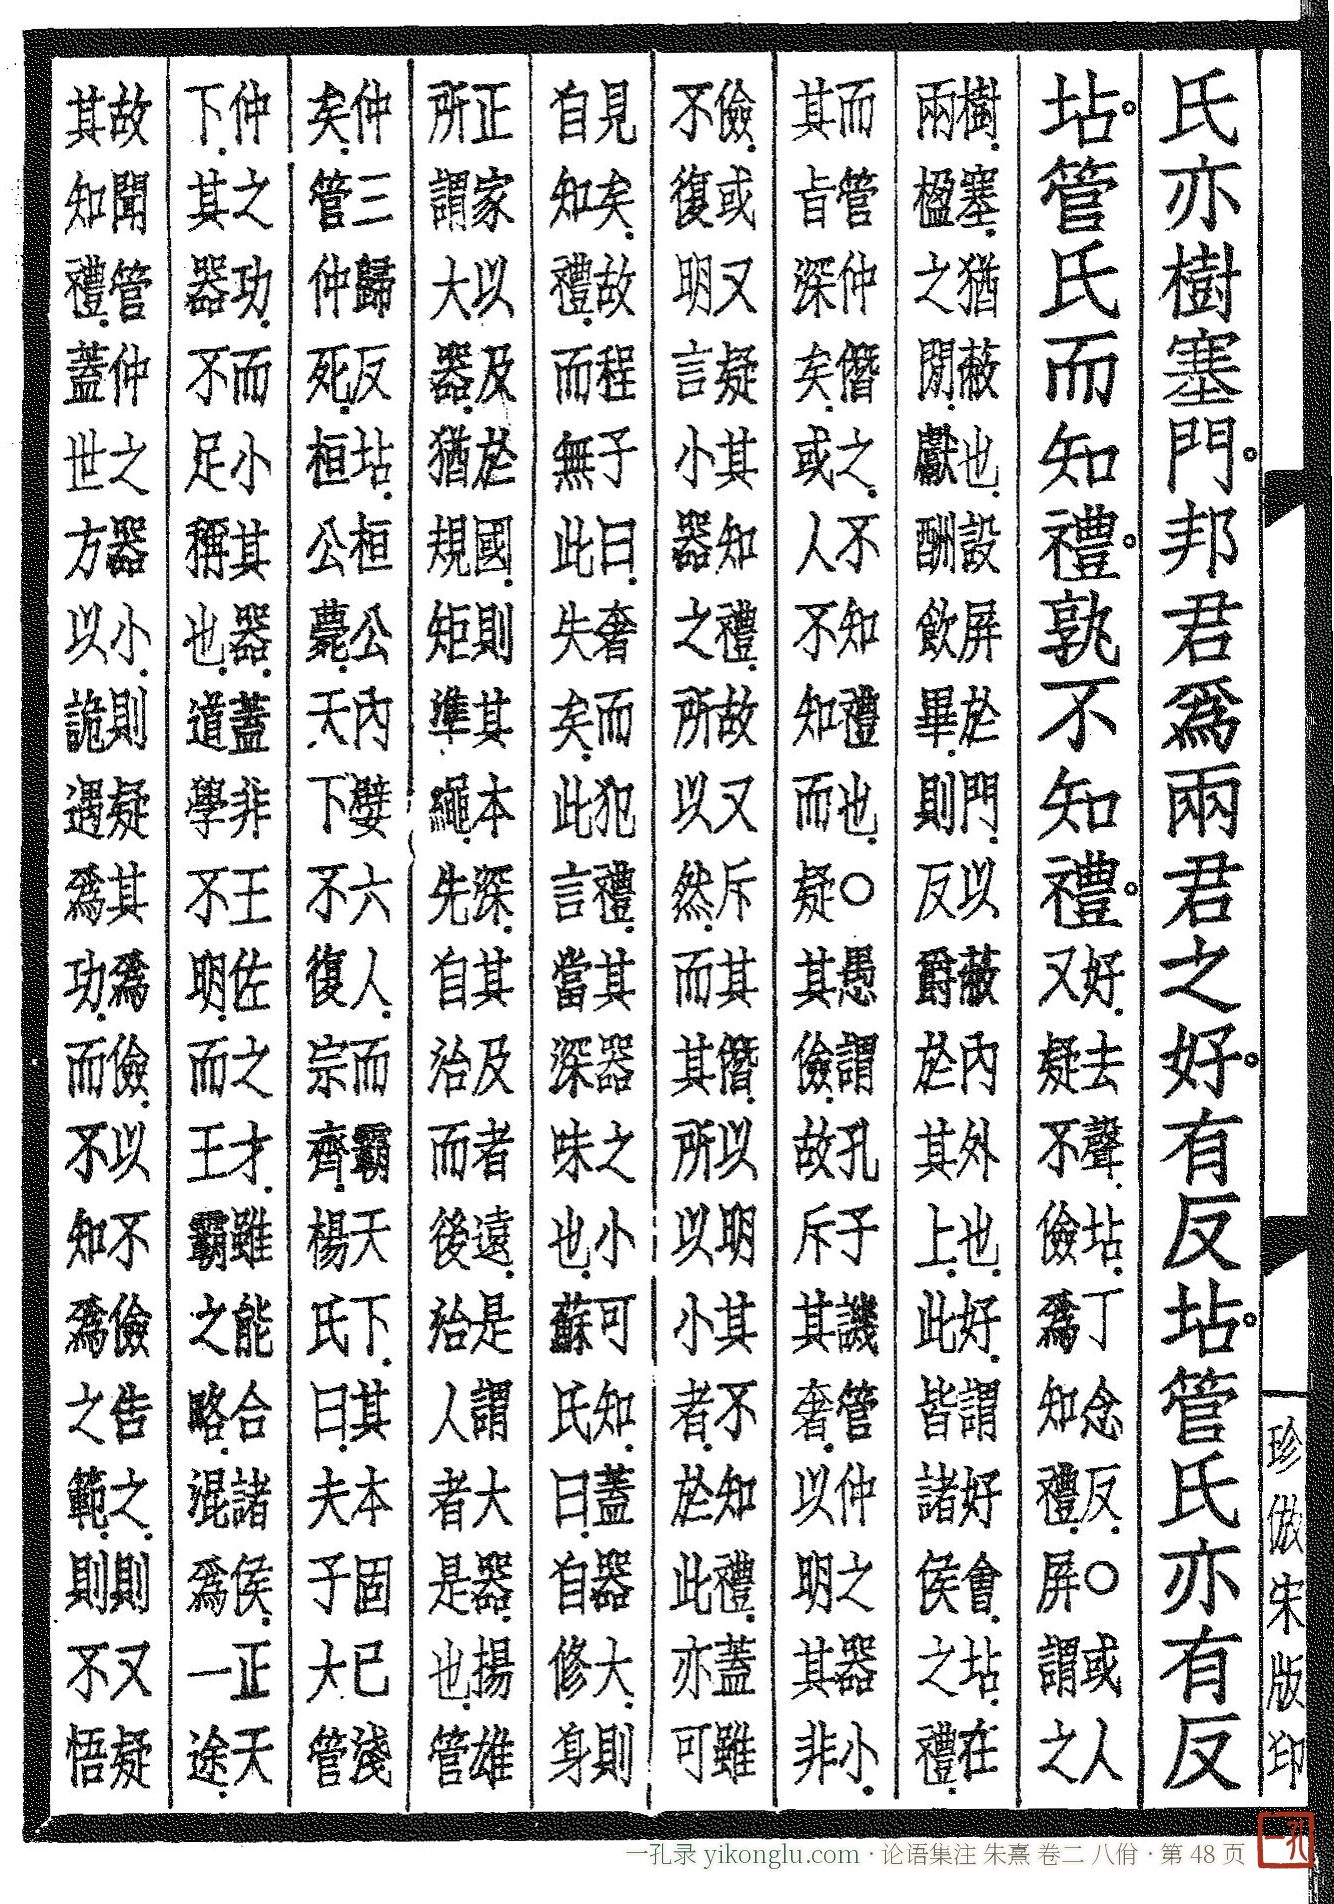 氏亦樹塞門。邦君爲兩君之好。有反坫。管氏亦有反
坫。管氏而知禮。孰不知禮。
好去聲坫丁念反○或人
又疑不儉爲知禮屏謂之
樹塞猶蔽也設屏於門以蔽內外也好謂好會坫在
兩楹之閒獻酬飲畢則反爵於其上此皆諸侯之禮
而管仲僭之不知禮也○愚謂孔子譏管仲之器小
其旨深矣或人不知而疑其儉故斥其奢以明其非
儉或又疑其知禮故又斥其僭以明其不知禮蓋雖
不復明言小器之所以然而其所以小者於此亦可
見矣故程子曰奢而犯禮其器之小可知蓋器大則
自知禮而無此失矣此言當深味也蘇氏曰自修身
正家以及於國則其本深其及者遠是謂大器揚雄
所謂大器猶規矩準繩先自治而後治人者是也管
仲三歸反坫桓公內嬖六人而霸天下其本固已淺
矣管仲死桓公薨天下不復宗齊楊氏曰夫子大管
仲之功而小其器蓋非王佐之才雖能合諸侯正天
下其器不足稱也道學不明而王霸之略混爲一途
故聞管仲之器小則疑其爲儉以不儉告之則又疑
其知禮蓋世方以詭遇爲功而不知爲之範則不悟
珍倣宋版印
一孔录 yikonglu.com · 论语集注 朱熹 卷二 八佾 · 第 48 页
一孔